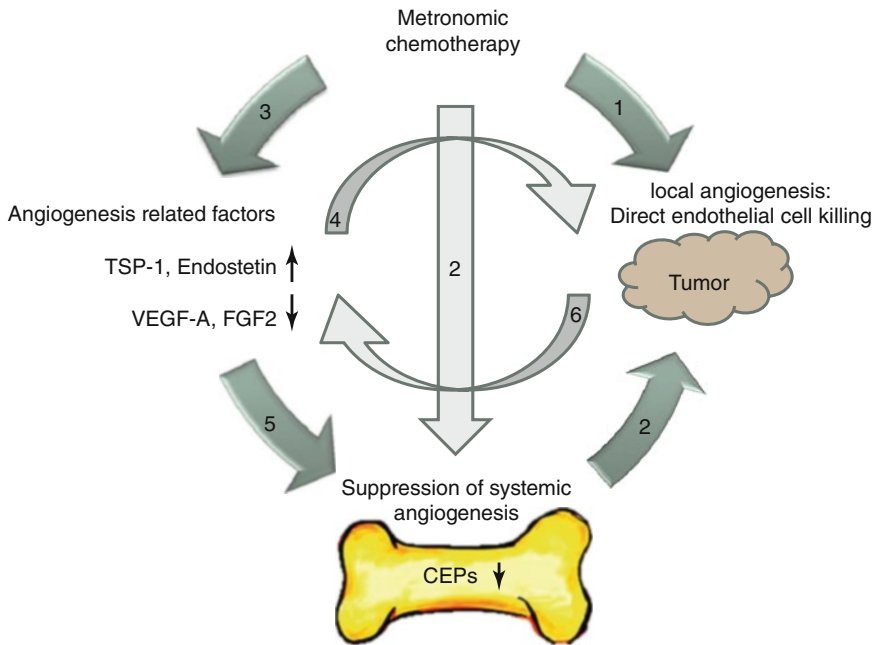 Metronomic
chemotherapy
3
1
Angiogenesis related factors
4
local angiogenesis:
Direct endothelial cell killing
TSP-1, Endostetin
2
Tumor
VEGF-A, FGF2
6
5
2
Suppression of systemic
angiogenesis
CEPs